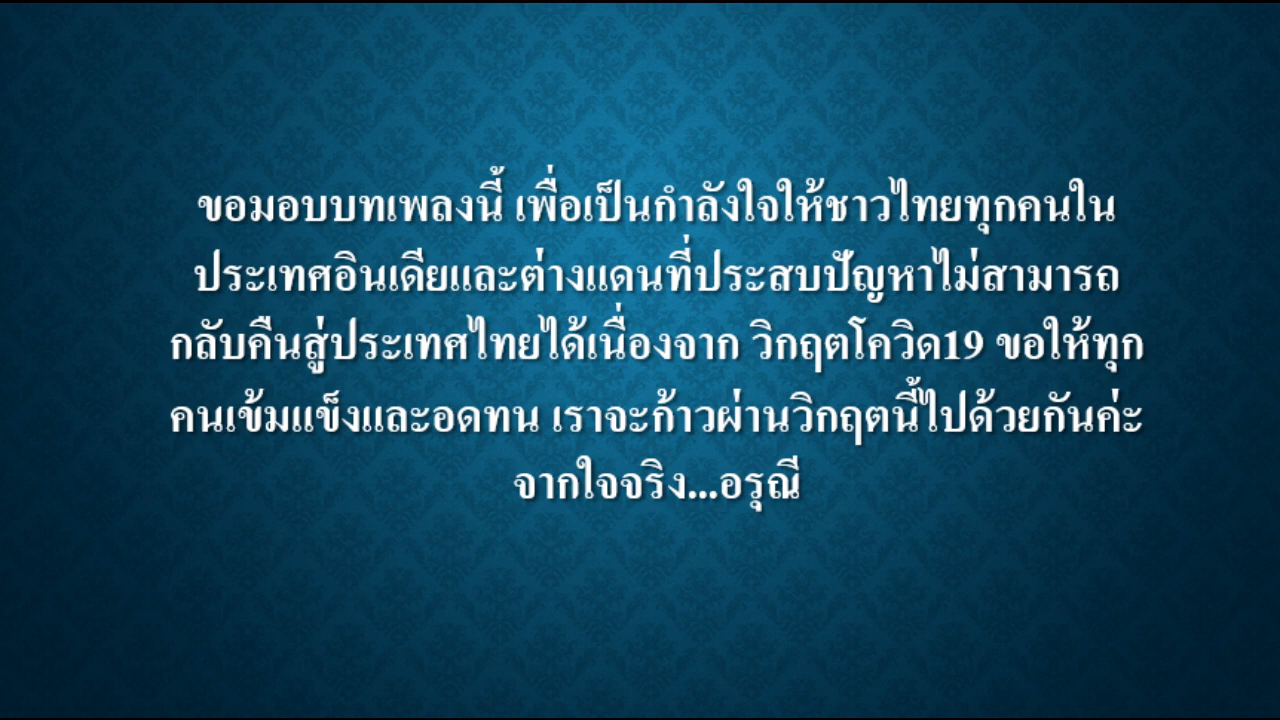 ขอมอบบทเพลงนี้ เพื่อเป็นกำลังใจให้ชาวไทยทุกคนใน
ประเทศอินเดียและต่างแดนที่ประสบปัญหาไม่สามารถ
กลับคืนสู่ประเทศไทยได้เนื่องจาก วิกฤตโควิด19 ขอให้ทุก
คนเข้มแข็งและอดทน เราจะก้าวผ่านวิกฤตนี้ไปด้วยกันค่ะ
จากใจจริง...อรุณี